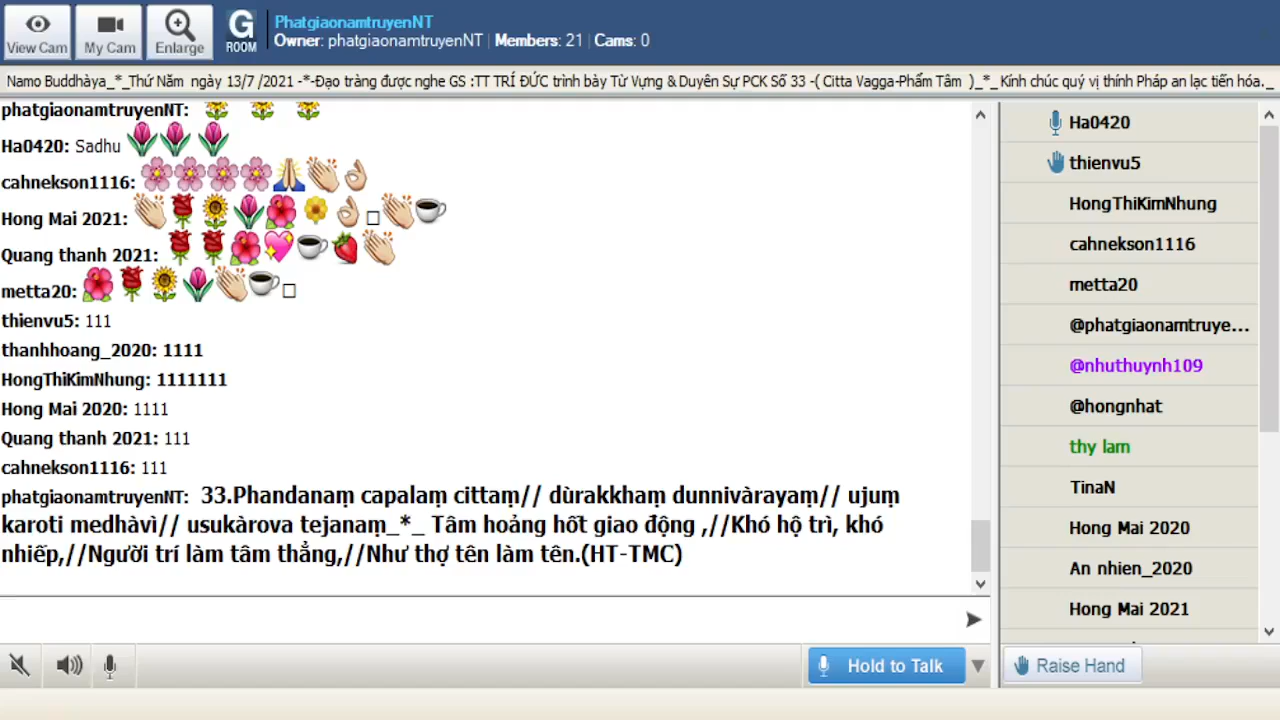 View Cam
My Cam
Enlarge
G
ROOM
PhatgiaonamtruyenNT
Owner: phatgiaonamtruyenNT | Members: 21 | Cams: 0
Namo Buddhàya_*_Thứ Năm ngày 13/7 /2021 -*-Đạo tràng được nghe GS :TT TRÍ ĐỨC trình bày Từ Vựng & Duyên Sự PCK Số 33 -( Citta Vagga-Phẩm Tâm )_*_ Kính chúc quý vị thính Pháp an lạc tiến hóa._
phatgiaonamtruyenNT: 🌻 🌻 🌻
Ha0420: Sadhu 🌷🌷🌷
cahnekson1116: 🌸🌸🌸🌸🙏👏👌
Hong Mai 2021: 👏🌹🌻🌷🌺🌼👌□👏☕
Quang thanh 2021: 🌹🌹🌺💖☕🍓👏
metta20: 🌺🌹🌻🌷👏☕□
thienvu5: 111
thanhhoang_2020: 1111
HongThiKimNhung: 1111111
Hong Mai 2020: 1111
Quang thanh 2021: 111
cahnekson1116: 111
phatgiaonamtruyenNT: 33.Phandanaṃ capalaṃ cittaṃ// dùrakkhaṃ dunnivàrayaṃ// ujuṃ
karoti medhàvì// usukàrova tejanaṃ_*_ Tâm hoảng hốt giao động ,//Khó hộ trì, khó
nhiếp,//Người trí làm tâm thẳng,//Như thợ tên làm tên.(HT-TMC)
Hold to Talk
Ha0420
thienvu5
HongThiKimNhung
cahnekson1116
metta20
@phatgiaonamtruye...
@nhuthuynh109
@hongnhat
thy lam
TinaN
Hong Mai 2020
An nhien_2020
Hong Mai 2021
Raise Hand